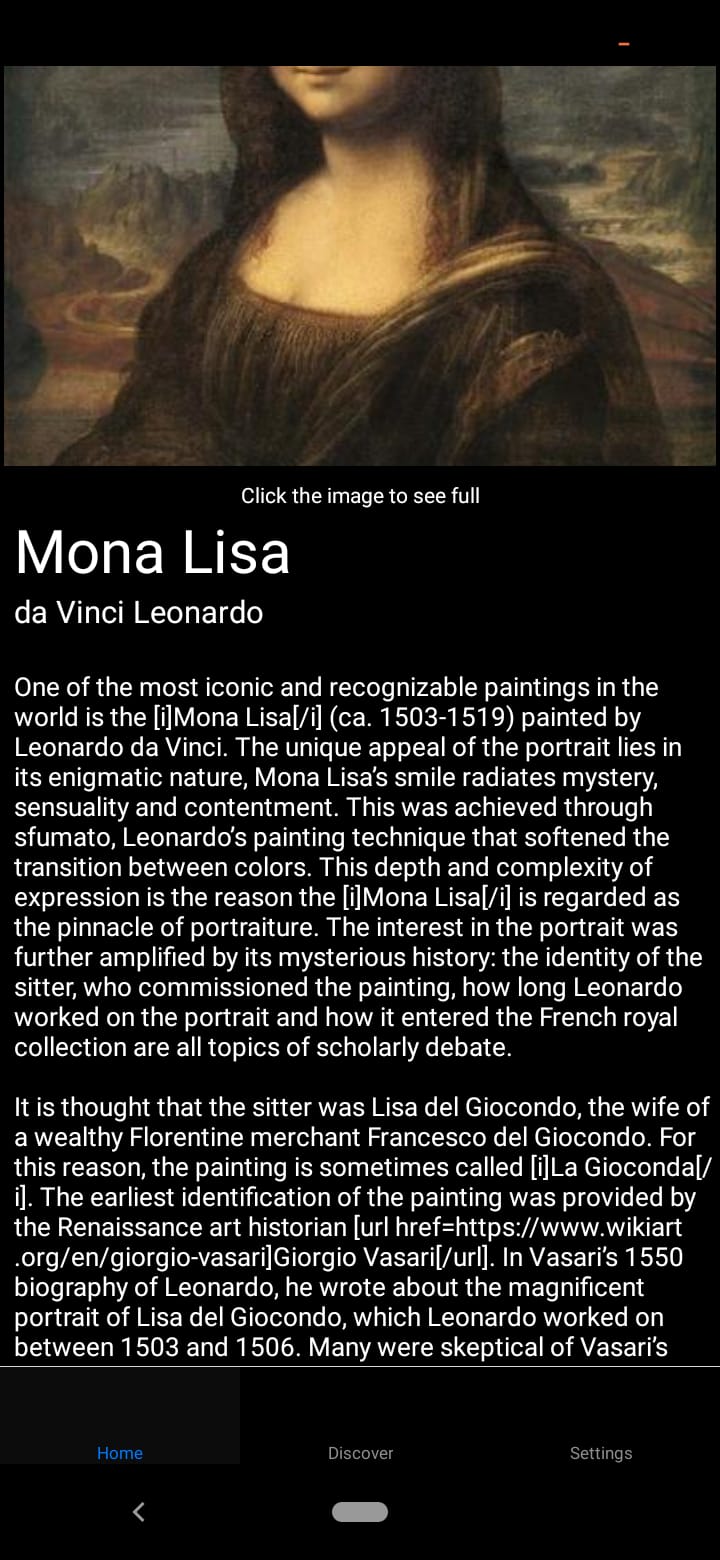 Click the image to see full
Mona Lisa
da Vinci Leonardo
One of the most iconic and recognizable paintings in the
world is the [i]Mona Lisa[/i] (ca. 1503-1519) painted by
Leonardo da Vinci. The unique appeal of the portrait lies in
its enigmatic nature, Mona Lisa’s smile radiates mystery,
sensuality and contentment. This was achieved through
sfumato, Leonardo’s painting technique that softened the
transition between colors. This depth and complexity of
expression is the reason the [i]Mona Lisa[/i] is regarded as
the pinnacle of portraiture. The interest in the portrait was
further amplified by its mysterious history: the identity of the
sitter, who commissioned the painting, how long Leonardo
worked on the portrait and how it entered the French royal
collection are all topics of scholarly debate.
It is thought that the sitter was Lisa del Giocondo, the wife of
a wealthy Florentine merchant Francesco del Giocondo. For
this reason, the painting is sometimes called [i]La Gioconda[/
i]. The earliest identification of the painting was provided by
the Renaissance art historian [url href=https://www.wikiart
.org/en/giorgio-vasari]Giorgio Vasari[/url]. In Vasari’s 1550
biography of Leonardo, he wrote about the magnificent
portrait of Lisa del Giocondo, which Leonardo worked on
between 1503 and 1506. Many were skeptical of Vasari’s
Home Discover Settings